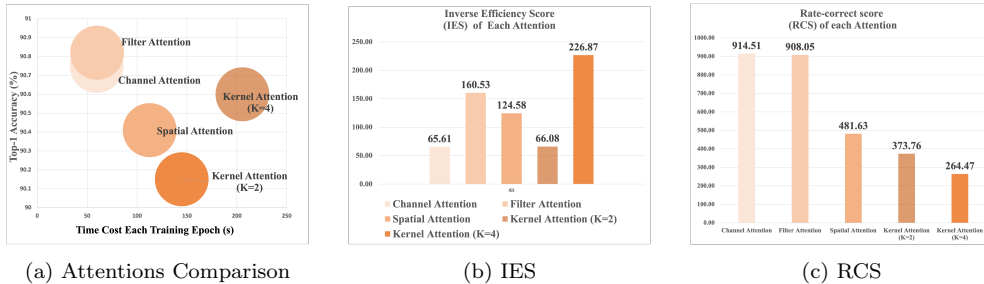 91
90.9
90.8
90.7
90.6
90.5
90.4
90.3
90.2
90.1
90
Top-1 Accuracy (%)
Filter Attention
Channel Attention
Kernel Attention
(K=4)
Spatial Attention
Kernel Attention
(K=2)
0 50 100 150 200 250
Time Cost Each Training Epoch (s)
(a) Attentions Comparison
Inverse Efficiency Score
(IES) of Each Attention
250.00
200.00
150.00
100.00
50.00
0.00
65.61
160.53
124.58
66.08
226.87
IES
Channel Attention Filter Attention
Spatial Attention Kernel Attention (K=2)
Kernel Attention (K=4)
(b) IES
Rate-correct score
(RCS) of each Attention
1000.00
900.00
800.00
700.00
600.00
500.00
400.00
300.00
200.00
100.00
0.00
914.51
908.05
481.63
373.76
264.47
Channel Attention Filter Attention Spatial Attention Kernel Attention Kernel Attention
(K=2) (K=4)
(c) RCS